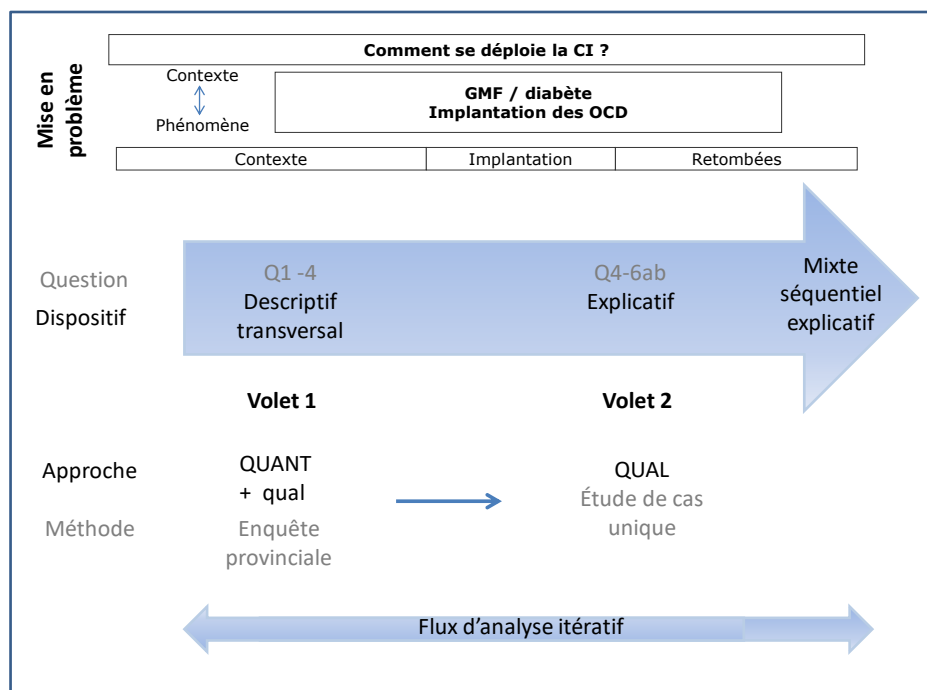 Mise en
problème
Comment se déploie la CI ?
Contexte
Phénomène
GMF / diabète
Implantation des OCD
Contexte
Implantation
Retombées
Question
Dispositif
Q1 -4
Descriptif
transversal
Q4-6ab
Explicatif
Mixte
séquentiel
explicatif
Volet 1
Volet 2
Approche
QUANT
+ qual
QUAL
Méthode
Enquête
provinciale
Étude de cas
unique
Flux d'analyse itératif